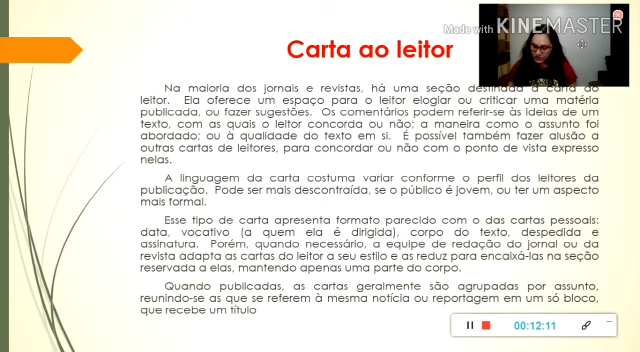 Made with KINEMASTER
Carta ao leitor
Na maioria dos jornais e revistas, há uma seção destinada a carta do
leitor. Ela oferece um espaço para o leitor elogiar ou criticar uma matéria
publicada, ou fazer sugestões. Os comentários podem referir-se às ideias de um
texto, com as quais o leitor concorda ou não; a maneira como o assunto foi
abordado; ou à qualidade do texto em si. É possível também fazer alusão a
outras cartas de leitores, para concordar ou não com o ponto de vista expresso
nelas.
A linguagem da carta costuma variar conforme o perfil dos leitores da
publicação. Pode ser mais descontraída, se o público é jovem, ou ter um aspecto
mais formal.
Esse tipo de carta apresenta formato parecido com o das cartas pessoais:
data, vocativo (a quem ela é dirigida), corpo do texto, despedida e
assinatura. Porém, quando necessário, a equipe de redação do jornal ou da
revista adapta as cartas do leitor a seu estilo e as reduz para encaixá-las na seção
reservada a elas, mantendo apenas uma parte do corpo.
Quando publicadas, as cartas geralmente são agrupadas por assunto,
reunindo-se as que se referem à mesma notícia ou reportagem em um só bloco,
que recebe um título
00:12:11